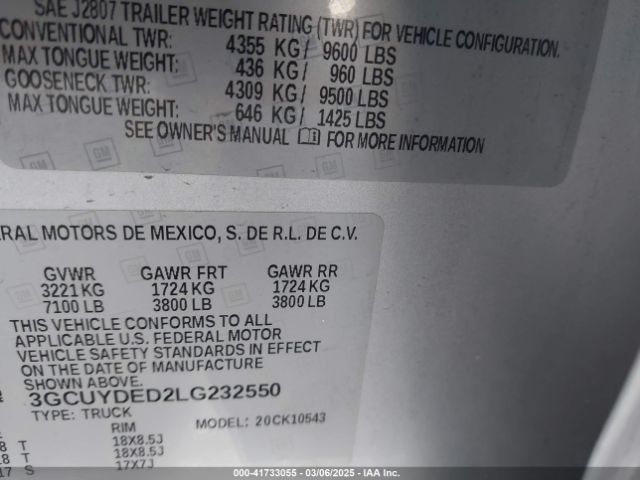 SAE J2807 TRAILER WEIGHT RATING (TWR) FOR VEHICLE CONFIGURATION.
CONVENTIONAL TWR: 4355 KG/ 9600 LBS
MAX TONGUE WEIGHT: 436 KG/ 960 LBS
GOOSENECK TWR: 4309 KG/ 9500 LBS
MAX TONGUE WEIGHT: 646 KG/ 1425 LBS
SEE OWNER'S MANUAL FOR MORE INFORMATION
ERAL MOTORS DE MEXICO, S. DE R.L. DE C.V.
GVWR GAWR FRT GAWR RR
3221 KG 1724 KG 1724 KG
7100 LB 3800 LB 3800 LB
THIS VEHICLE CONFORMS TO ALL
APPLICABLE U.S. FEDERAL MOTOR
VEHICLE SAFETY STANDARDS IN EFFECT
ON THE DATE OF MANUFACTURE
SHOWN ABOVE.
3GCUYDED2LG232550
TYPE: TRUCK MODEL: 20CK10543
RIM
8 T 18X8.5J
18 T 18X8.5J
17 S 17X7J
000-41733055 — 03/06/2025 — IAA Inc.